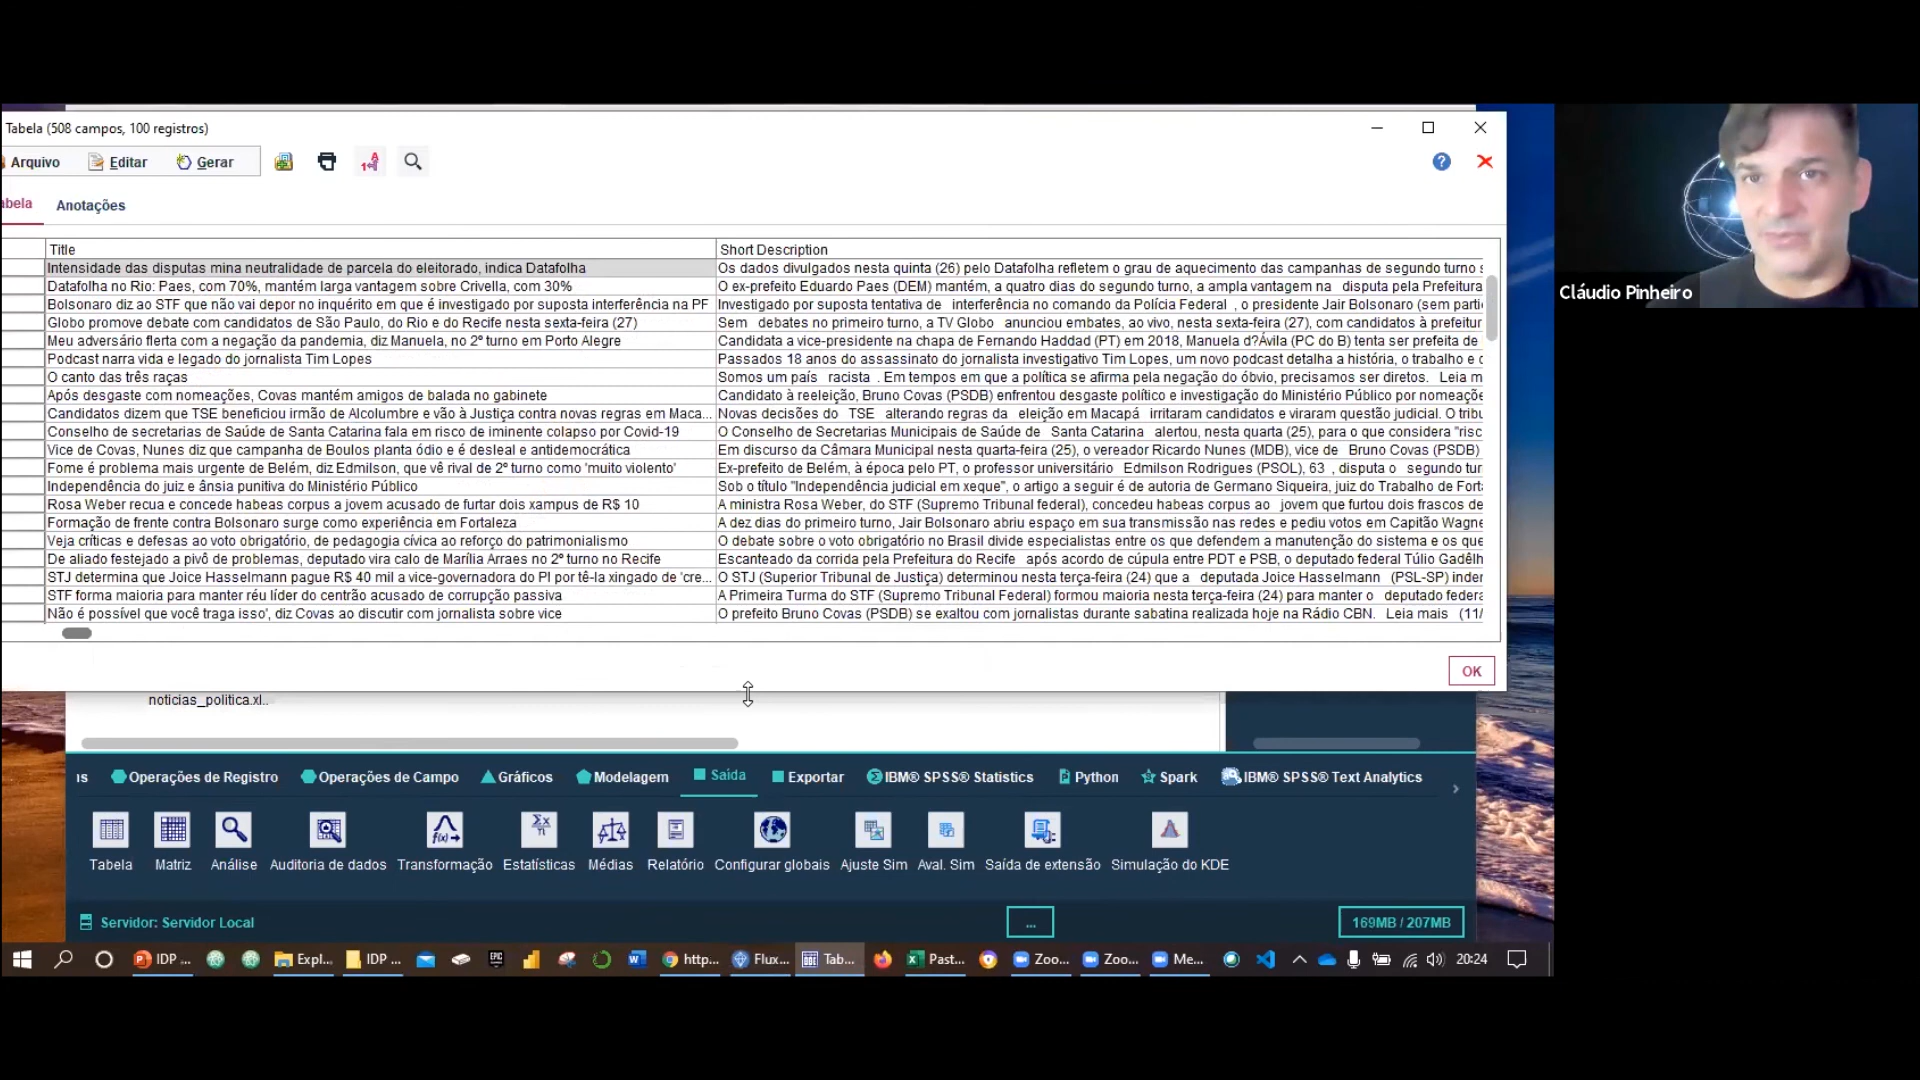 Tabela (508 campos, 100 registros)
Arquivo Editar Gerar
abela Anotações
Title Short Description
Intensidade das disputas mina neutralidade de parcela do eleitorado, indica Datafolha Os dados divulgados nesta quinta (26) pelo Datafolha refletem o grau de aquecimento das campanhas de segundo turno s
Datafolha no Rio: Paes, com 70%, mantém larga vantagem sobre Crivella, com 30% O ex-prefeito Eduardo Paes (DEM) mantém, a quatro dias do segundo turno, a ampla vantagem na disputa pela Prefeitura
Bolsonaro diz ao STF que não vai depor no inquérito em que é investigado por suposta interferência na PF Investigado por suposta tentativa de interferência no comando da Polícia Federal , o presidente Jair Bolsonaro (sem parti
Globo promove debate com candidatos de São Paulo, do Rio e do Recife nesta sexta-feira (27) Sem debates no primeiro turno, a TV Globo anunciou embates, ao vivo, nesta sexta-feira (27), com candidatos à prefeitur
Meu adversário flerta com a negação da pandemia, diz Manuela, no 2º turno em Porto Alegre Candidata a vice-presidente na chapa de Fernando Haddad (PT) em 2018, Manuela d?Ávila (PC do B) tenta ser prefeita de
Podcast narra vida e legado do jornalista Tim Lopes Passados 18 anos do assassinato do jornalista investigativo Tim Lopes, um novo podcast detalha a história, o trabalho e o
O canto das três raças Somos um país racista . Em tempos em que a política se afirma pela negação do óbvio, precisamos ser diretos. Leia m
Após desgaste com nomeações, Covas mantém amigos de balada no gabinete Candidato à reeleição, Bruno Covas (PSDB) enfrentou desgaste político e investigação do Ministério Público por nomeaçõe
Candidatos dizem que TSE beneficiou irmão de Alcolumbre e vão à Justiça contra novas regras em Maca... Novas decisões do TSE alterando regras da eleição em Macapá irritaram candidatos e viraram questão judicial. O tribu
Conselho de secretarias de Saúde de Santa Catarina fala em risco de iminente colapso por Covid-19 O Conselho de Secretarias Municipais de Saúde de Santa Catarina alertou, nesta quarta (25), para o que considera "risc
Vice de Covas, Nunes diz que campanha de Boulos planta ódio e é desleal e antidemocrática Em discurso da Câmara Municipal nesta quarta-feira (25), o vereador Ricardo Nunes (MDB), vice de Bruno Covas (PSDB)
Fome é problema mais urgente de Belém, diz Edmilson, que vê rival de 2º turno como 'muito violento' Ex-prefeito de Belém, à época pelo PT, o professor universitário Edmilson Rodrigues (PSOL), 63 , disputa o segundo tur
Independência do juiz e ânsia punitiva do Ministério Público Sob o título "Independência judicial em xeque", o artigo a seguir é de autoria de Germano Siqueira, juiz do Trabalho de Fort
Rosa Weber recua e concede habeas corpus a jovem acusado de furtar dois xampus de R$ 10 A ministra Rosa Weber, do STF (Supremo Tribunal federal), concedeu habeas corpus ao jovem que furtou dois frascos de
Formação de frente contra Bolsonaro surge como experiência em Fortaleza A dez dias do primeiro turno, Jair Bolsonaro abriu espaço em sua transmissão nas redes e pediu votos em Capitão Wagne
Veja críticas e defesas ao voto obrigatório, de pedagogia cívica ao reforço do patrimonialismo O debate sobre o voto obrigatório no Brasil divide especialistas entre os que defendem a manutenção do sistema e os que
De aliado festejado a pivô de problemas, deputado vira calo de Marília Arraes no 2º turno no Recife Escanteado da corrida pela Prefeitura do Recife após acordo de cúpula entre PDT e PSB, o deputado federal Túlio Gadêlh
STJ determina que Joice Hasselmann pague R$ 40 mil a vice-governadora do PI por tê-la xingado de 'cre... O STJ (Superior Tribunal de Justiça) determinou nesta terça-feira (24) que a deputada Joice Hasselmann (PSL-SP) inden
STF forma maioria para manter réu líder do centrão acusado de corrupção passiva A Primeira Turma do STF (Supremo Tribunal Federal) formou maioria nesta terça-feira (24) para manter o deputado federa
Não é possível que você traga isso', diz Covas ao discutir com jornalista sobre vice O prefeito Bruno Covas (PSDB) se exaltou com jornalistas durante sabatina realizada hoje na Rádio CBN. Leia mais (11/
OK
Cláudio Pinheiro
noticias_politica.xl..
is Operações de Registro Operações de Campo Gráficos Modelagem Saída Exportar IBM® SPSS® Statistics Python Spark IBM® SPSS® Text Analytics
Tabela Matriz Análise Auditoria de dados Transformação Estatísticas Médias Relatório Configurar globais Ajuste Sim Aval. Sim Saída de extensão Simulação do KDE
Servidor: Servidor Local ... 169MB / 207MB
IDP ... Expl... IDP ... EPIC http... Flux... Tab... Past... Zoo... Zoo... Me... 20:24